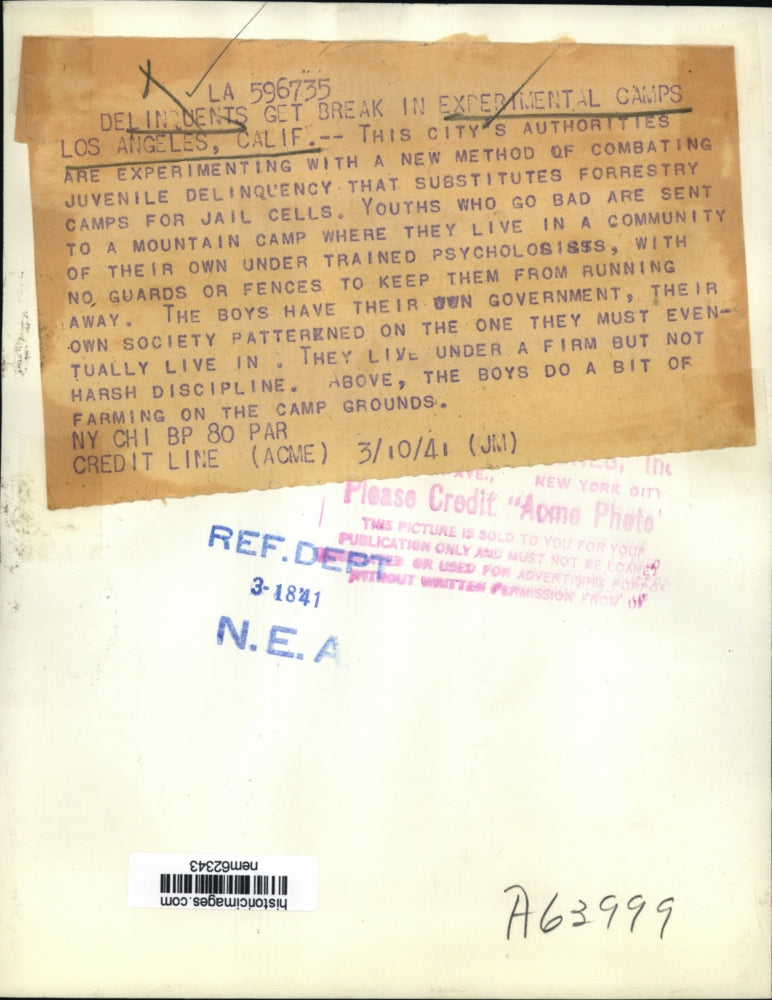 LA 596735
DELINQUENTS GET BREAK IN EXPERIMENTAL CAMPS
LOS ANGELES, CALIF.-- THIS CITY'S AUTHORITIES
ARE EXPERIMENTING WITH A NEW METHOD OF COMBATING
JUVENILE DELINQUENCY THAT SUBSTITUTES FORRESTRY
CAMPS FOR JAIL CELLS. YOUTHS WHO GO BAD ARE SENT
TO A MOUNTAIN CAMP WHERE THEY LIVE IN A COMMUNITY
OF THEIR OWN UNDER TRAINED PSYCHOLOGISTS, WITH
NO GUARDS OR FENCES TO KEEP THEM FROM RUNNING
AWAY. THE BOYS HAVE THEIR OWN GOVERNMENT, THEIR
OWN SOCIETY PATTERENED ON THE ONE THEY MUST EVEN-
TUALLY LIVE IN. THEY LIVE UNDER A FIRM BUT NOT
HARSH DISCIPLINE. ABOVE, THE BOYS DO A BIT OF
FARMING ON THE CAMP GROUNDS.
NY CHI BP 80 PAR
CREDIT LINE (ACME) 3/10/41 (JM)
AVE., NEW YORK CITY
Please Credit "Acme Photo"
THIS PICTURE IS SOLD TO YOU FOR YOUR
PUBLICATION ONLY AND MUST NOT BE LOANED
OR USED FOR ADVERTISING PURPOSES
WITHOUT WRITTEN PERMISSION FROM US
REF. DEPT
3-1841
N.E.A
nem62343
historicimages.com
A63999